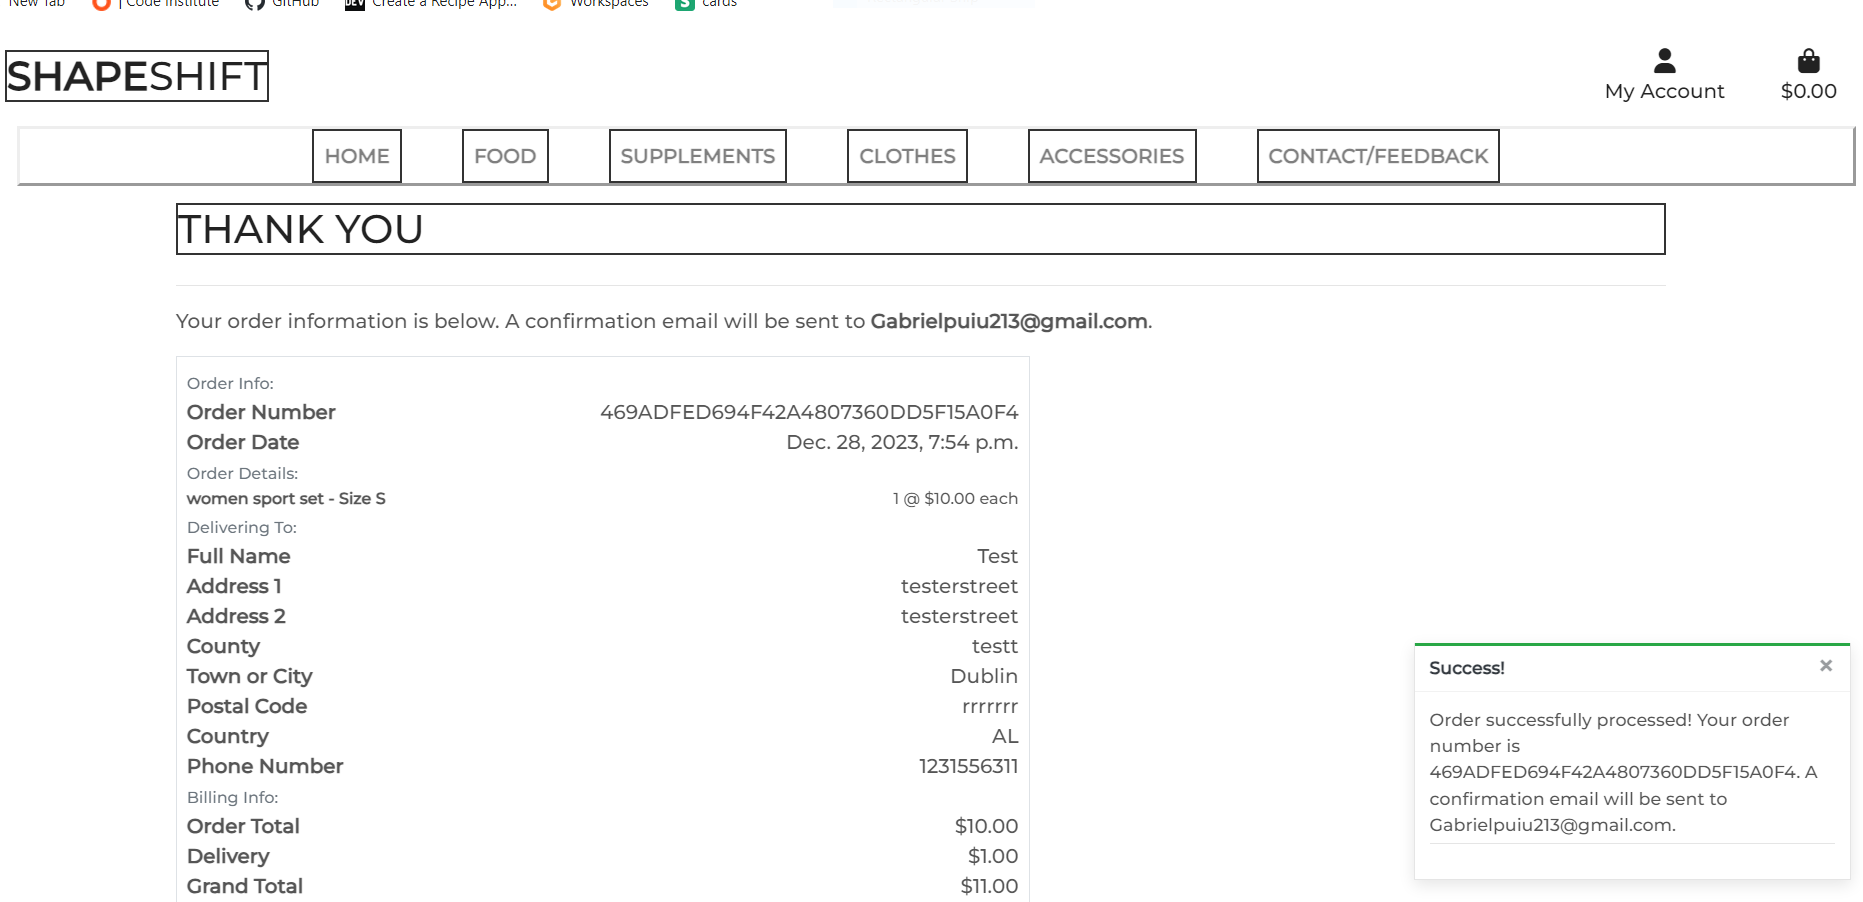 New Tab | Code Institute GitHub DEV Create a Recipe App... Workspaces S cards
SHAPESHIFT
My Account
$0.00
HOME FOOD SUPPLEMENTS CLOTHES ACCESSORIES CONTACT/FEEDBACK
THANK YOU
Your order information is below. A confirmation email will be sent to Gabrielpuiu213@gmail.com.
Order Info:
Order Number 469ADFED694F42A4807360DD5F15A0F4
Order Date Dec. 28, 2023, 7:54 p.m.
Order Details:
women sport set - Size S 1 @ $10.00 each
Delivering To:
Full Name Test
Address 1 testerstreet
Address 2 testerstreet
County testt
Town or City Dublin
Postal Code rrrrrrr
Country AL
Phone Number 1231556311
Billing Info:
Order Total $10.00
Delivery $1.00
Grand Total $11.00
Success! ×
Order successfully processed! Your order
number is
469ADFED694F42A4807360DD5F15A0F4. A
confirmation email will be sent to
Gabrielpuiu213@gmail.com.